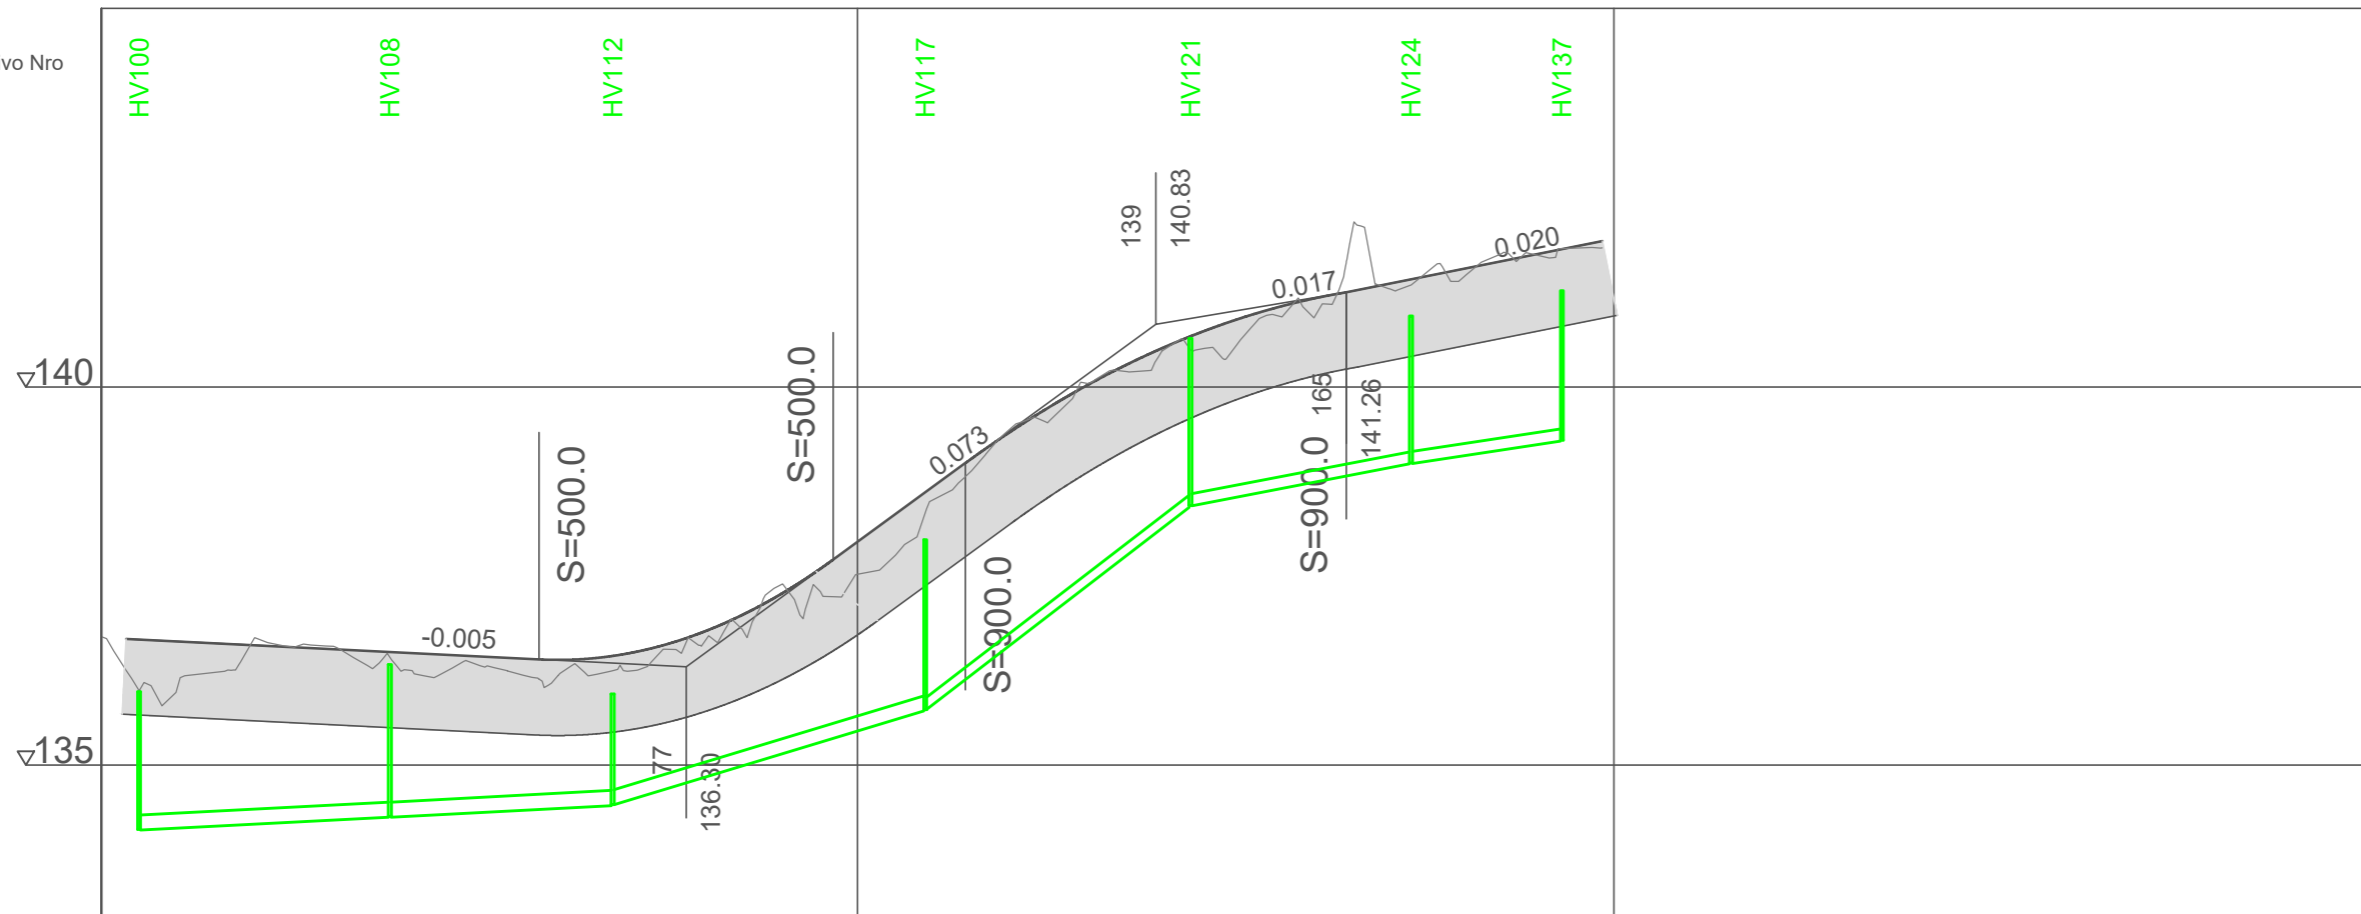 vo Nro
HV100
HV108
HV112
HV117
HV121
HV124
HV137
139
140.83
0.020
0.017
140
S=500.0
S=500.0
0.073
165
141.26
S=900.0
S=900.0
-0.005
135
77
136.30